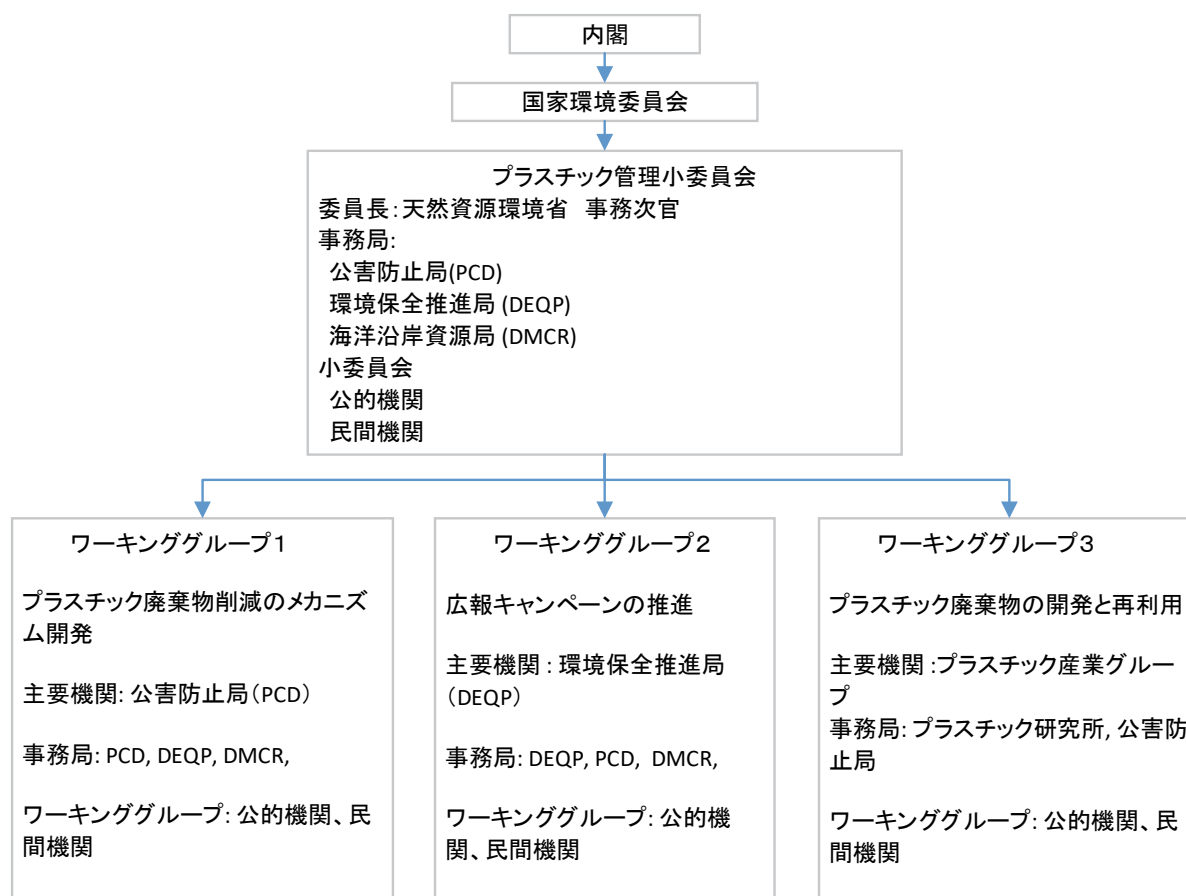 内閣
国家環境委員会
プラスチック管理小委員会
委員長：天然資源環境省　事務次官
事務局:
公害防止局(PCD)
環境保全推進局 (DEQP)
海洋沿岸資源局 (DMCR)
小委員会
公的機関
民間機関
ワーキンググループ１
プラスチック廃棄物削減のメカニズ
ム開発
主要機関: 公害防止局（PCD）
事務局: PCD, DEQP, DMCR,
ワーキンググループ: 公的機関、民
間機関
ワーキンググループ２
広報キャンペーンの推進
主要機関 : 環境保全推進局
（DEQP）
事務局: DEQP, PCD,  DMCR,
ワーキンググループ: 公的機
関、民間機関
ワーキンググループ３
プラスチック廃棄物の開発と再利用
主要機関 :プラスチック産業グルー
プ
事務局: プラスチック研究所, 公害防
止局
ワーキンググループ: 公的機関、民
間機関